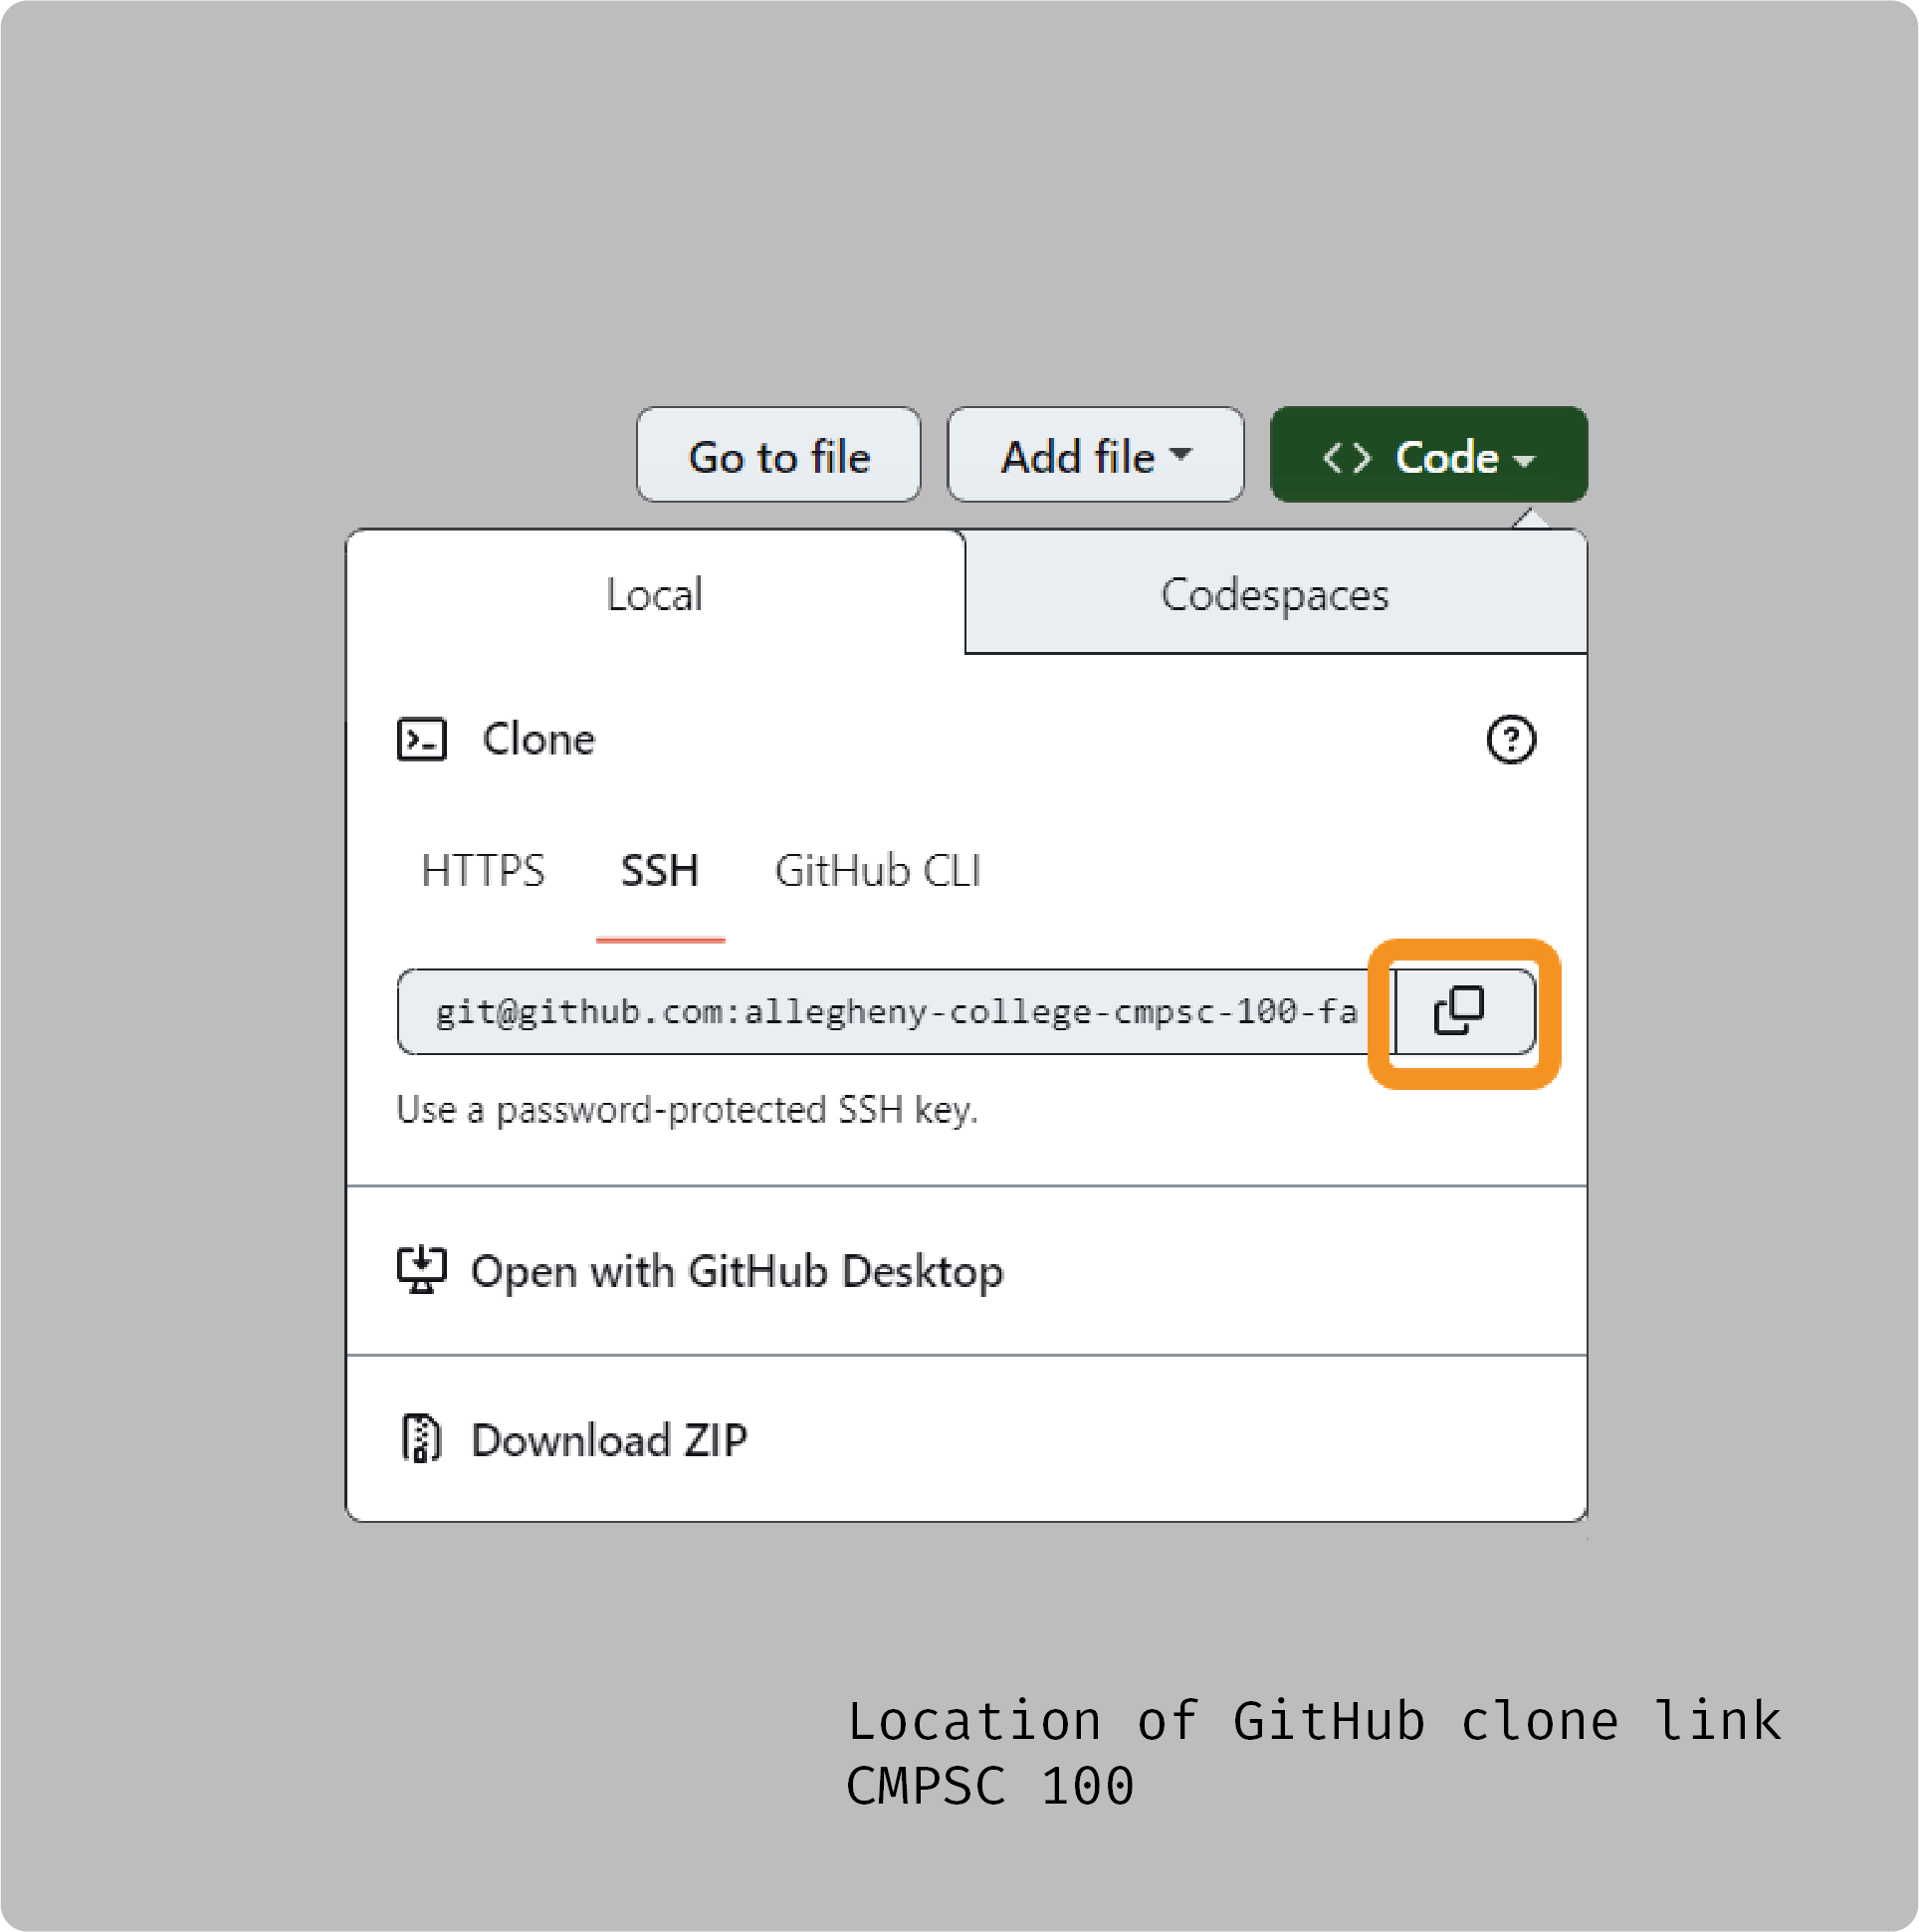 Go to file
Add file
<> Code
Local
Codespaces
Clone
HTTPS
SSH
GitHub CLI
git@github.com:allegheny-college-cmpsc-100-fa
Use a password-protected SSH key.
Open with GitHub Desktop
Download ZIP
Location of GitHub clone link
CMPSC 100